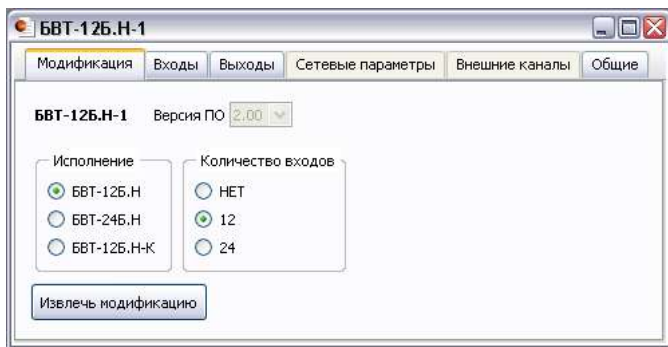 БВТ-12Б.Н-1
Модификация Входы Выходы Сетевые параметры Внешние каналы Общие
БВТ-12Б.Н-1 Версия ПО 2.00
Исполнение Количество входов
БВТ-12Б.Н НЕТ
БВТ-24Б.Н 12
БВТ-12Б.Н-К 24
Извлечь модификацию